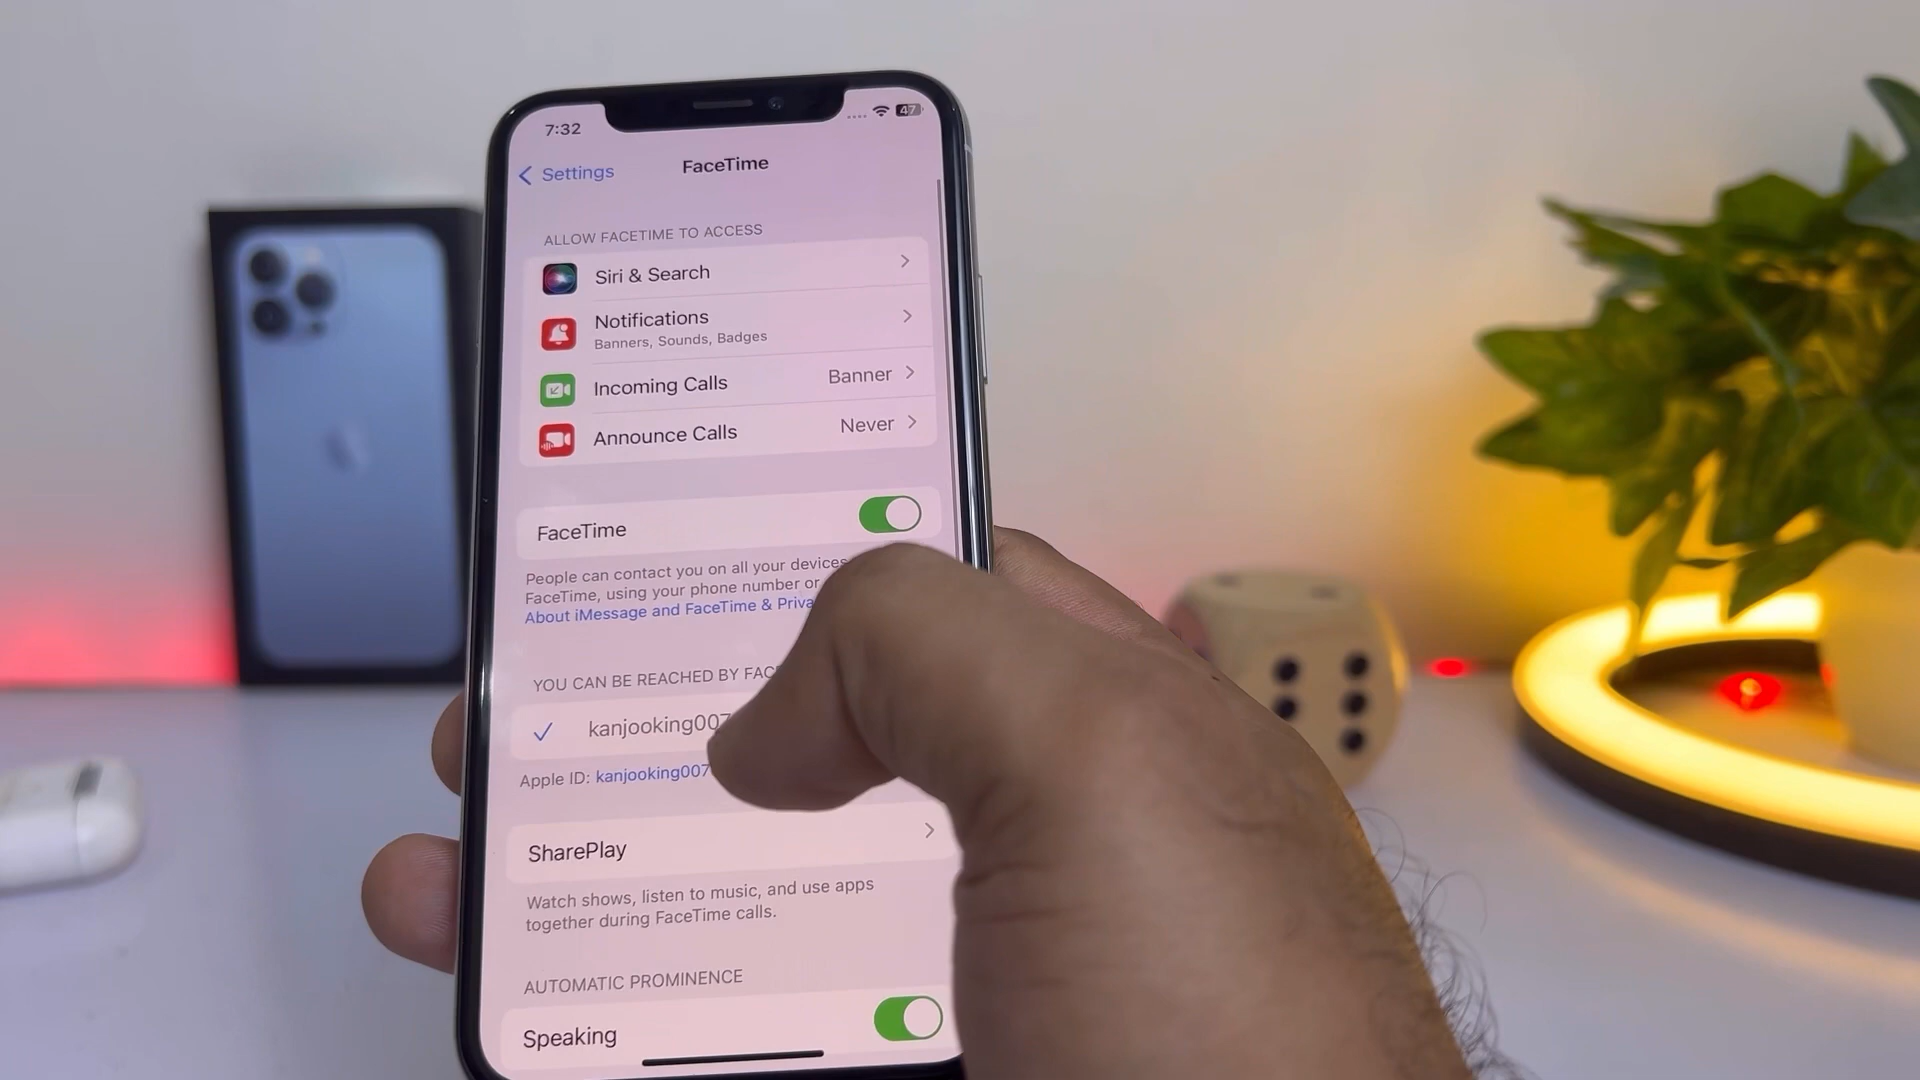 7:32
47
Settings
FaceTime
ALLOW FACETIME TO ACCESS
Siri & Search
Notifications
Banners, Sounds, Badges
Incoming Calls
Banner
Announce Calls
Never
FaceTime
People can contact you on all your devices
FaceTime, using your phone number or
About iMessage and FaceTime &
YOU CAN BE REACHED BY
kanjooking007
Apple ID: kanjooking007
SharePlay
Watch shows, listen to music, and use apps
together during FaceTime calls.
AUTOMATIC PROMINENCE
Speaking